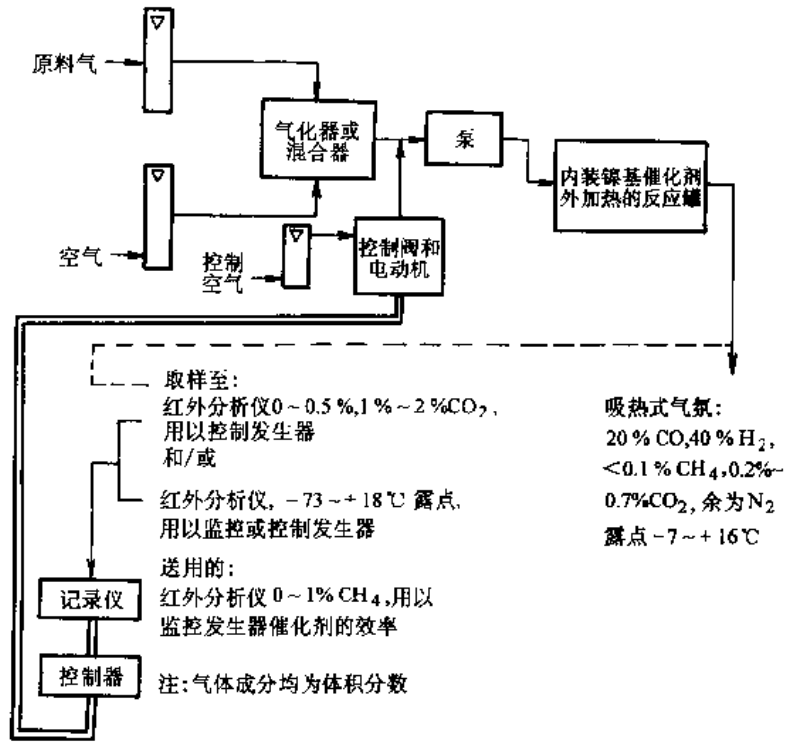 原料气
气化器或
混合器
泵
内装镍基催化剂
外加热的反应罐
空气
控制
空气
控制阀和
电动机
取样至:
红外分析仪0~0.5%,1%~2%CO₂,
用以控制发生器
和/或
红外分析仪, -73~+18℃ 露点,
用以监控或控制发生器
吸热式气氛:
20%CO,40%H₂,
<0.1%CH₄,0.2%~
0.7%CO₂, 余为N₂
露点-7~+16℃
送用的:
红外分析仪 0~1%CH₄,用以
监控发生器催化剂的效率
记录仪
控制器
注:气体成分均为体积分数